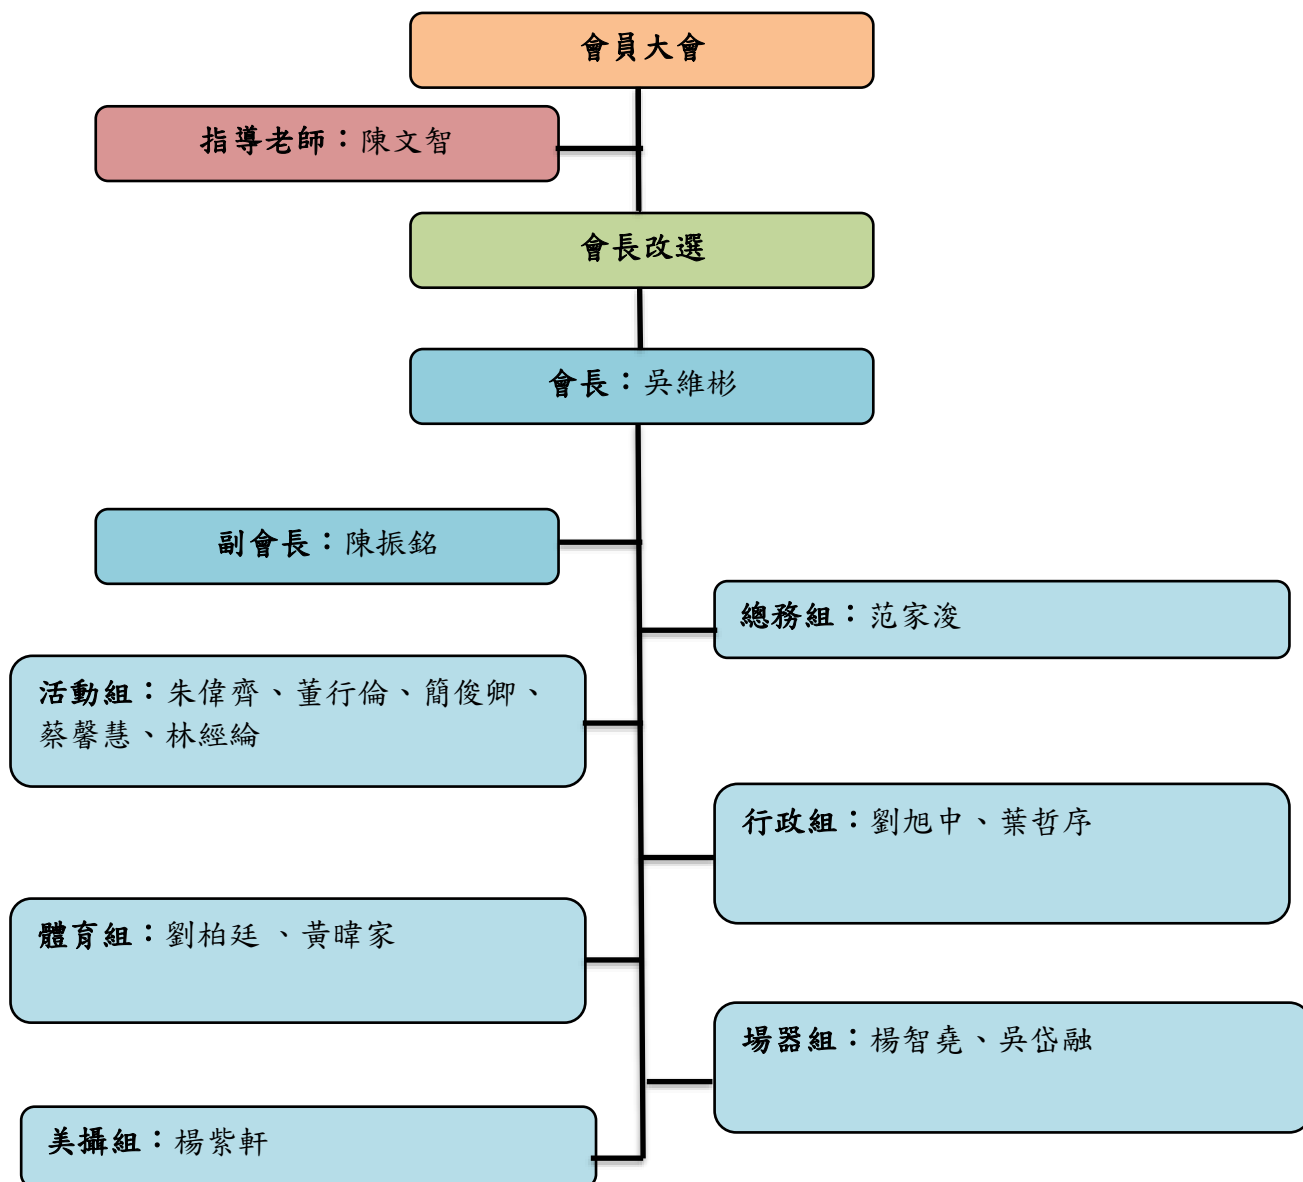 會員大會
指導老師：陳文智
會長改選
會長：吳維彬
副會長：陳振銘
總務組：范家浚
活動組：朱偉齊、董行倫、簡俊卿、
蔡馨慧、林經綸
行政組：劉旭中、葉哲序
體育組：劉柏廷 、黃暐家
場器組：楊智堯、吳岱融
美攝組：楊紫軒